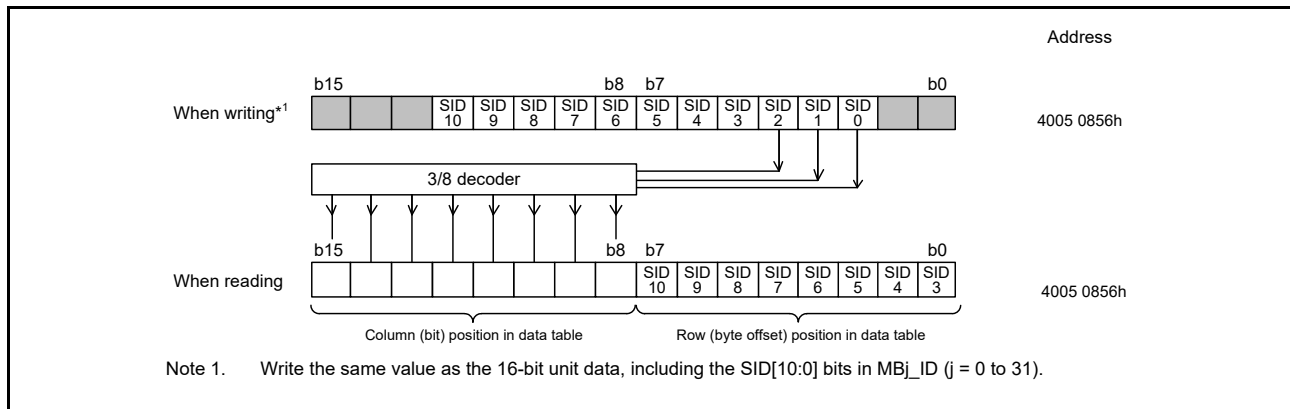 Address
b15 b8 b7 b0
When writing*1 SID 10 SID 9 SID 8 SID 7 SID 6 SID 5 SID 4 SID 3 SID 2 SID 1 SID 0 4005 0856h
3/8 decoder
b15 b8 b7 b0
When reading SID 10 SID 9 SID 8 SID 7 SID 6 SID 5 SID 4 SID 3 4005 0856h
Column (bit) position in data table Row (byte offset) position in data table
Note 1. Write the same value as the 16-bit unit data, including the SID[10:0] bits in MBj_ID (j = 0 to 31).